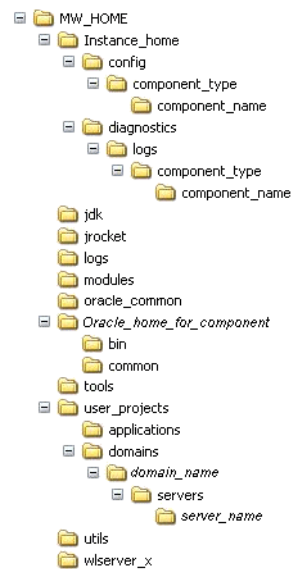 MW_HOME
Instance_home
config
component_type
component_name
diagnostics
logs
component_type
component_name
jdk
jrocket
logs
modules
oracle_common
Oracle_home_for_component
bin
common
tools
user_projects
applications
domains
domain_name
servers
server_name
utils
wlserver_x